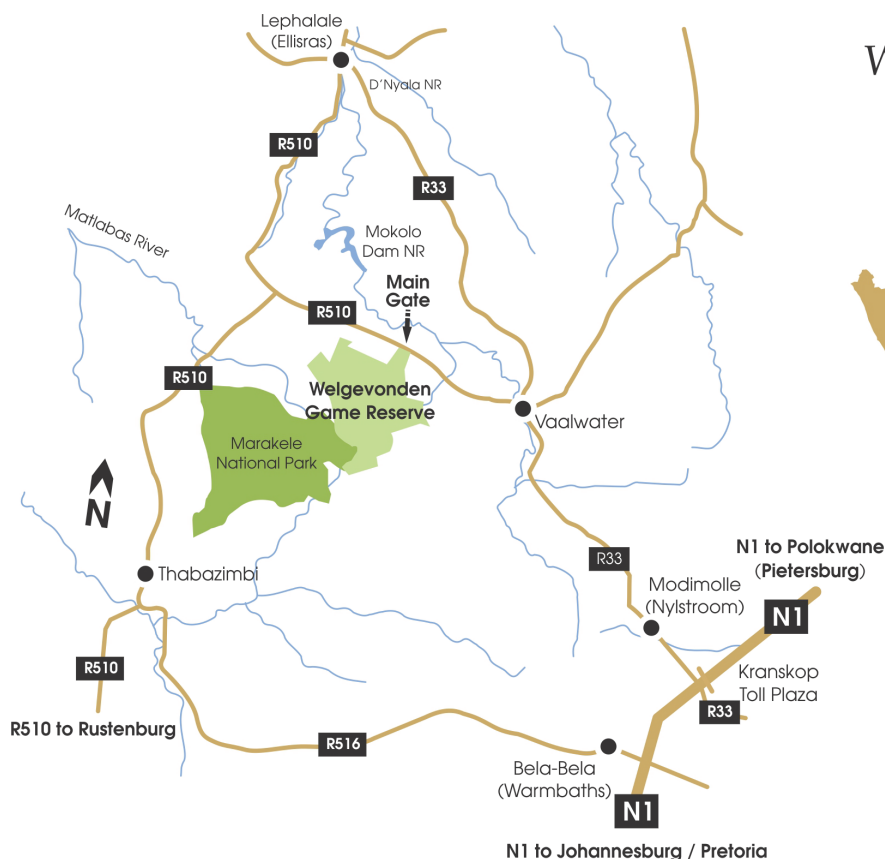 Lephalale
(Ellisras)
W
D'Nyala NR
R510
R33
Matlabas River
Mokolo
Dam NR
Main
Gate
R510
R510
Welgevonden
Game Reserve
Vaalwater
Marakele
National Park
N
R33
N1 to Polokwane
(Pietersburg)
Thabazimbi
Modimolle
(Nylstroom)
N1
R510
Kranskop
Toll Plaza
R33
R510 to Rustenburg
R516
Bela-Bela
(Warmbaths)
N1
N1 to Johannesburg / Pretoria